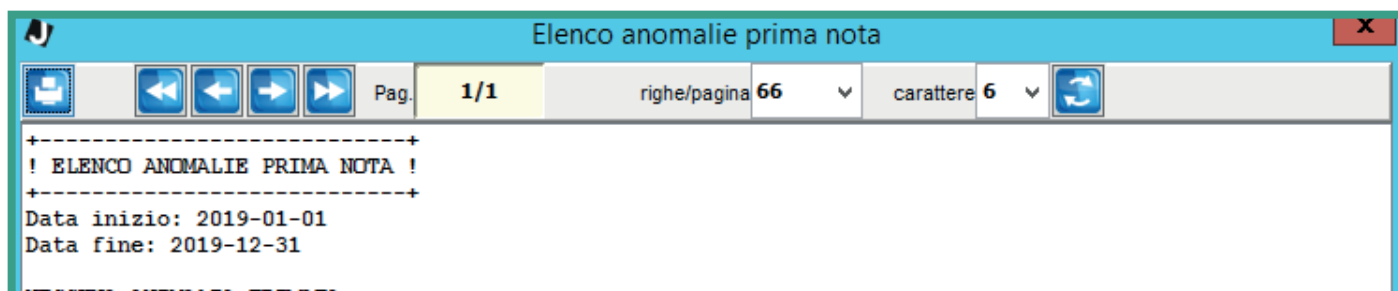 Elenco anomalie prima nota
X
Pag. 1/1 righe/pagina 66 carattere 6
+----------------------------+
! ELENCO ANOMALIE PRIMA NOTA !
+----------------------------+
Data inizio: 2019-01-01
Data fine: 2019-12-31